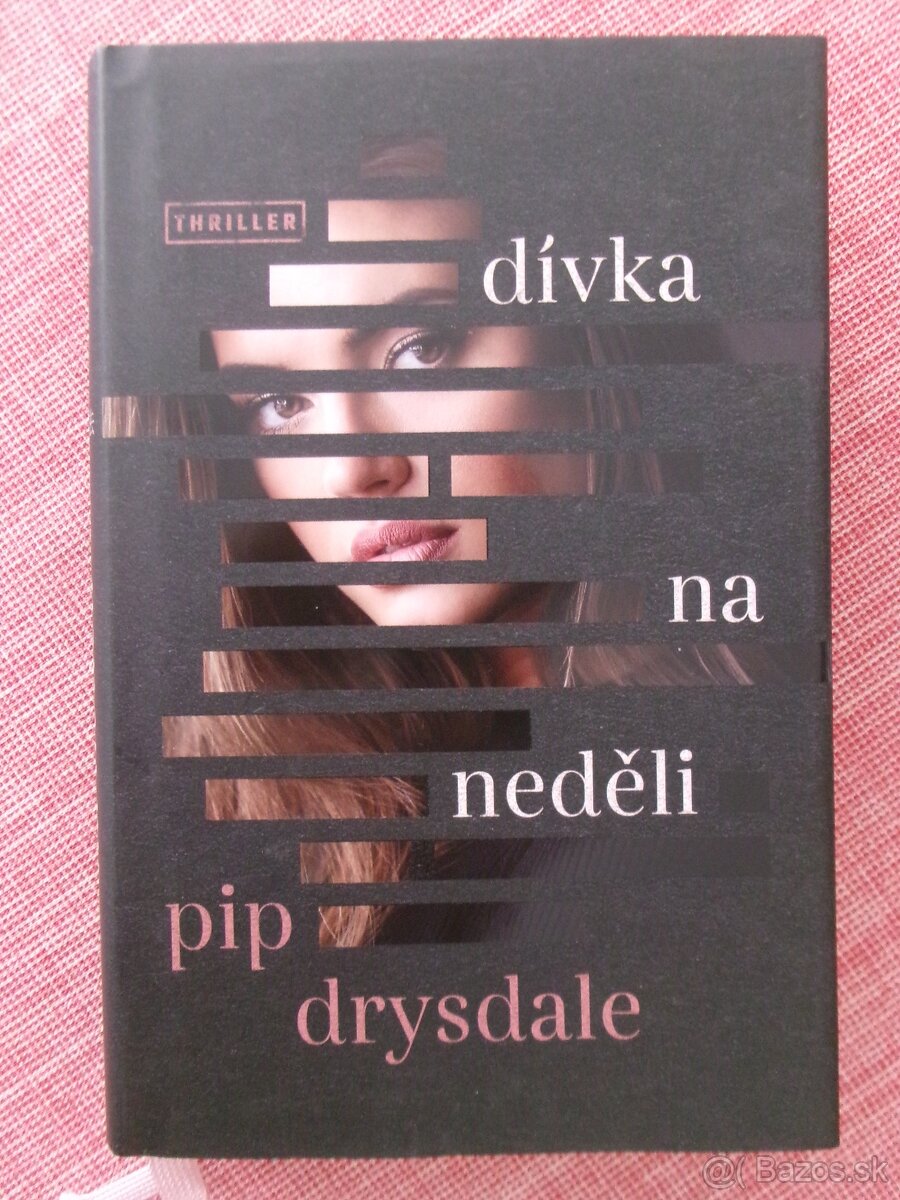 THRILLER
dívka
na
neděli
pip
drysdale
@( Bazos.sk